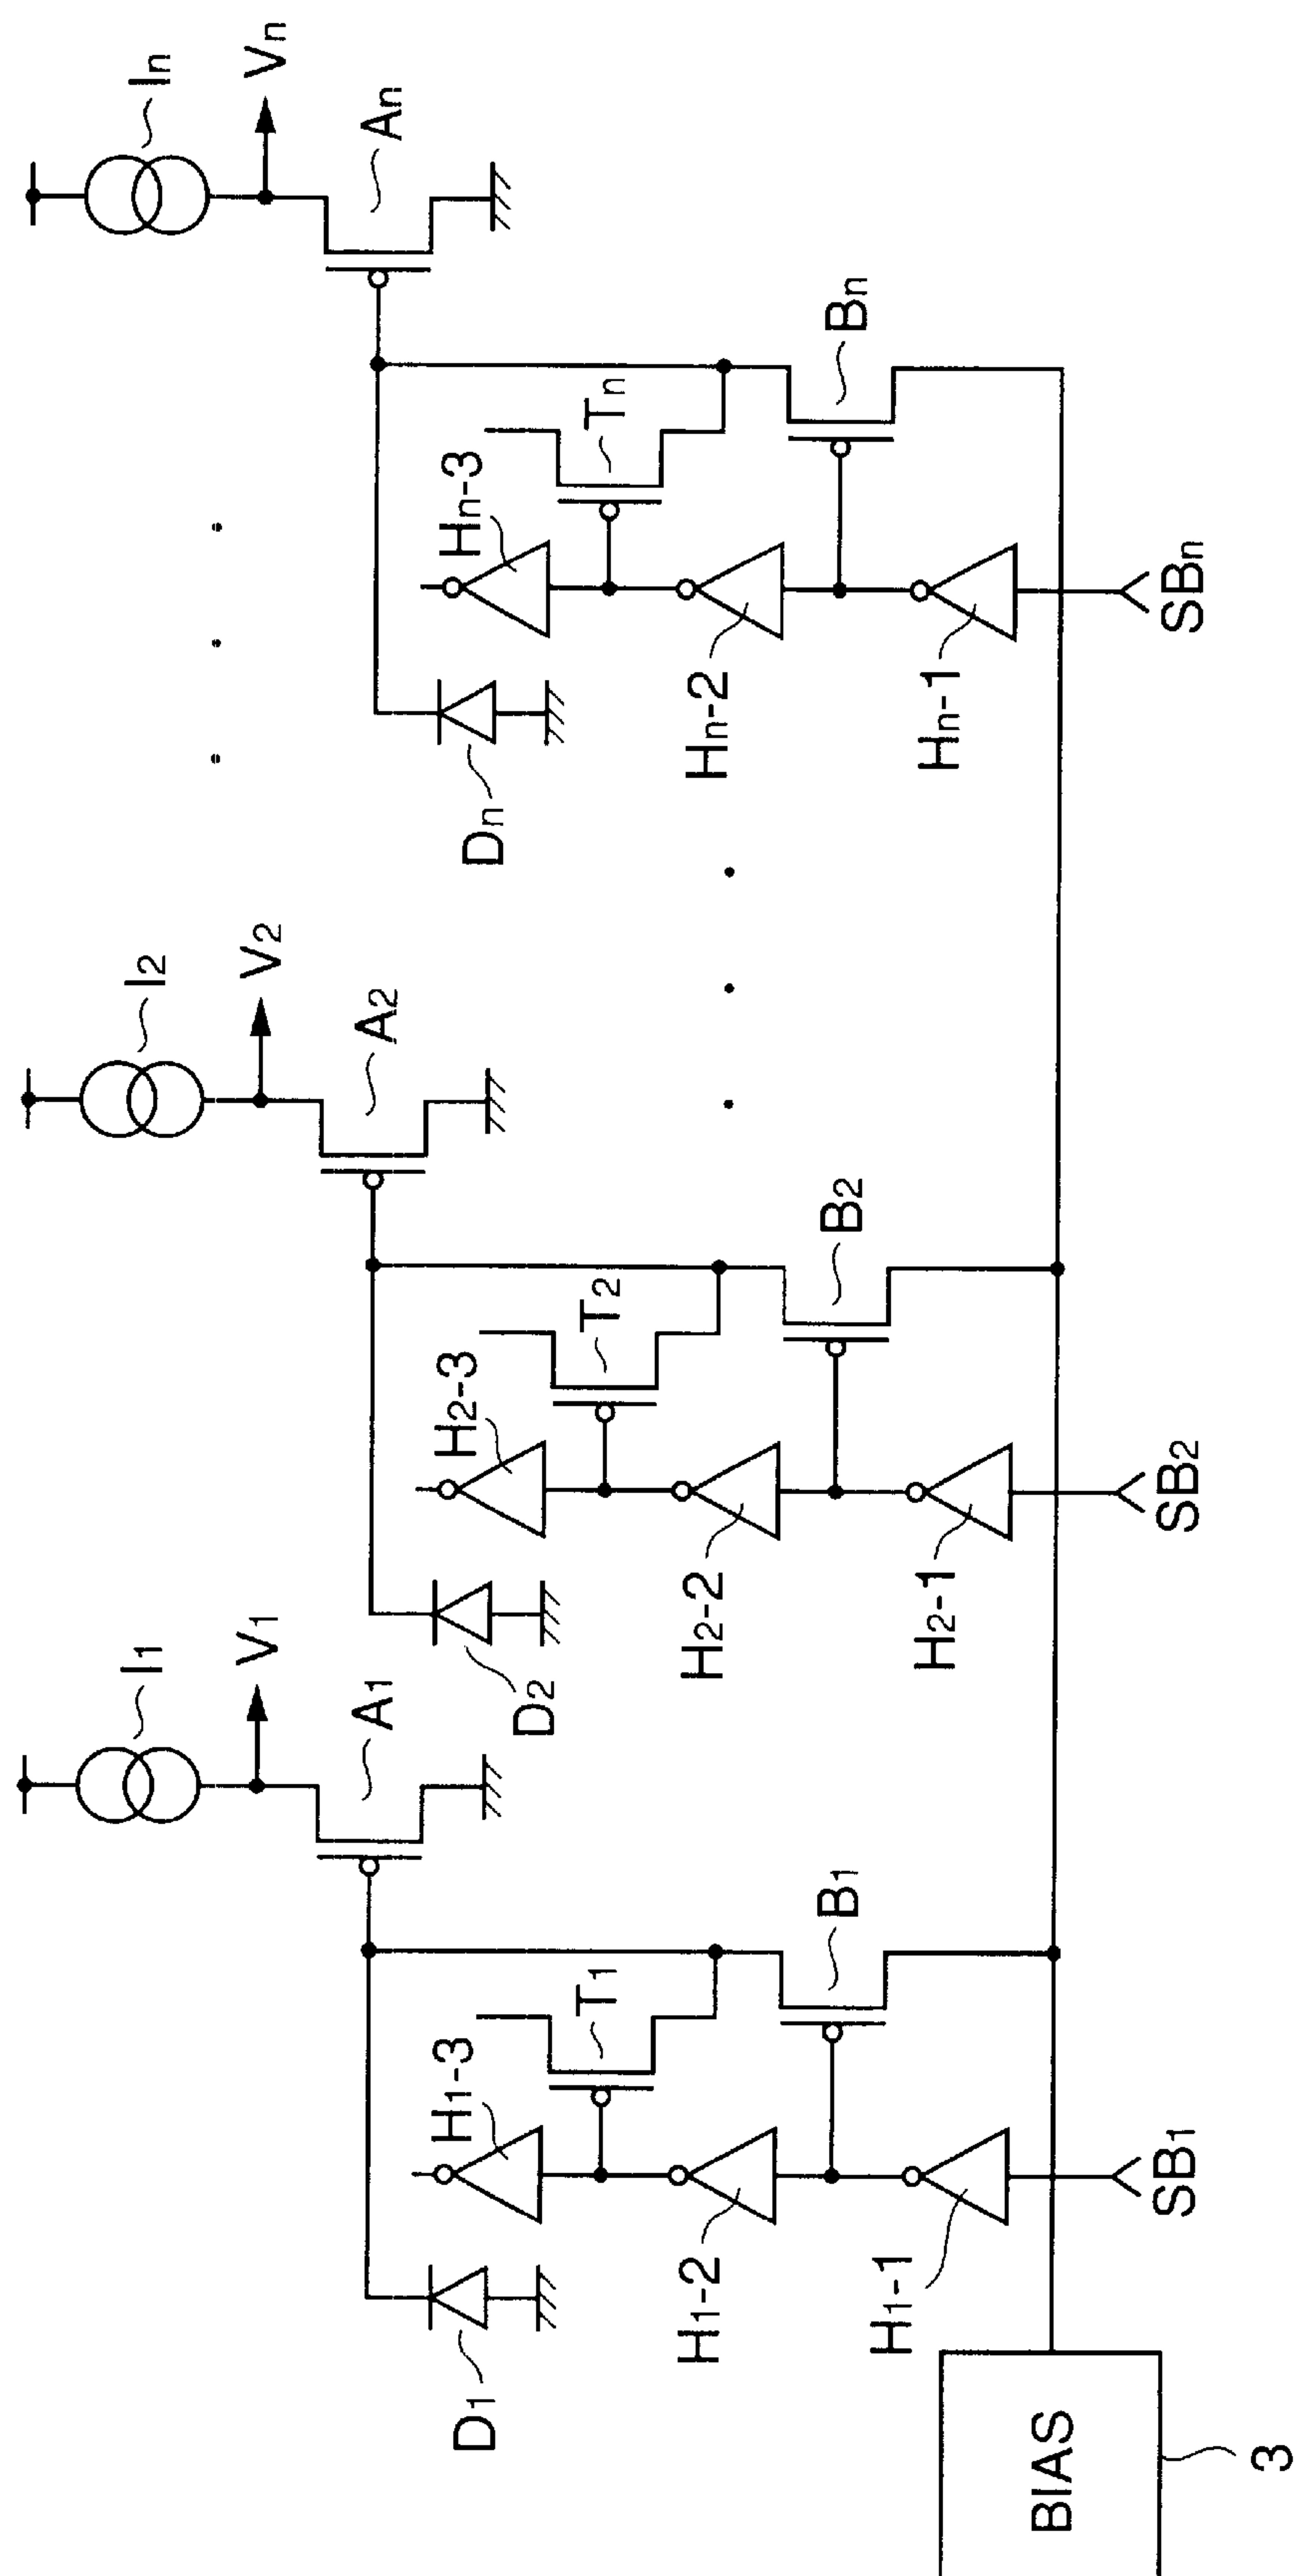 I1
V1
A1
D1
H1-3
T1
H1-2
B1
H1-1
SB1
I2
V2
A2
D2
H2-3
T2
H2-2
B2
H2-1
SB2
In
Vn
An
Dn
Hn-3
Tn
Hn-2
Bn
Hn-1
SBn
BIAS
3